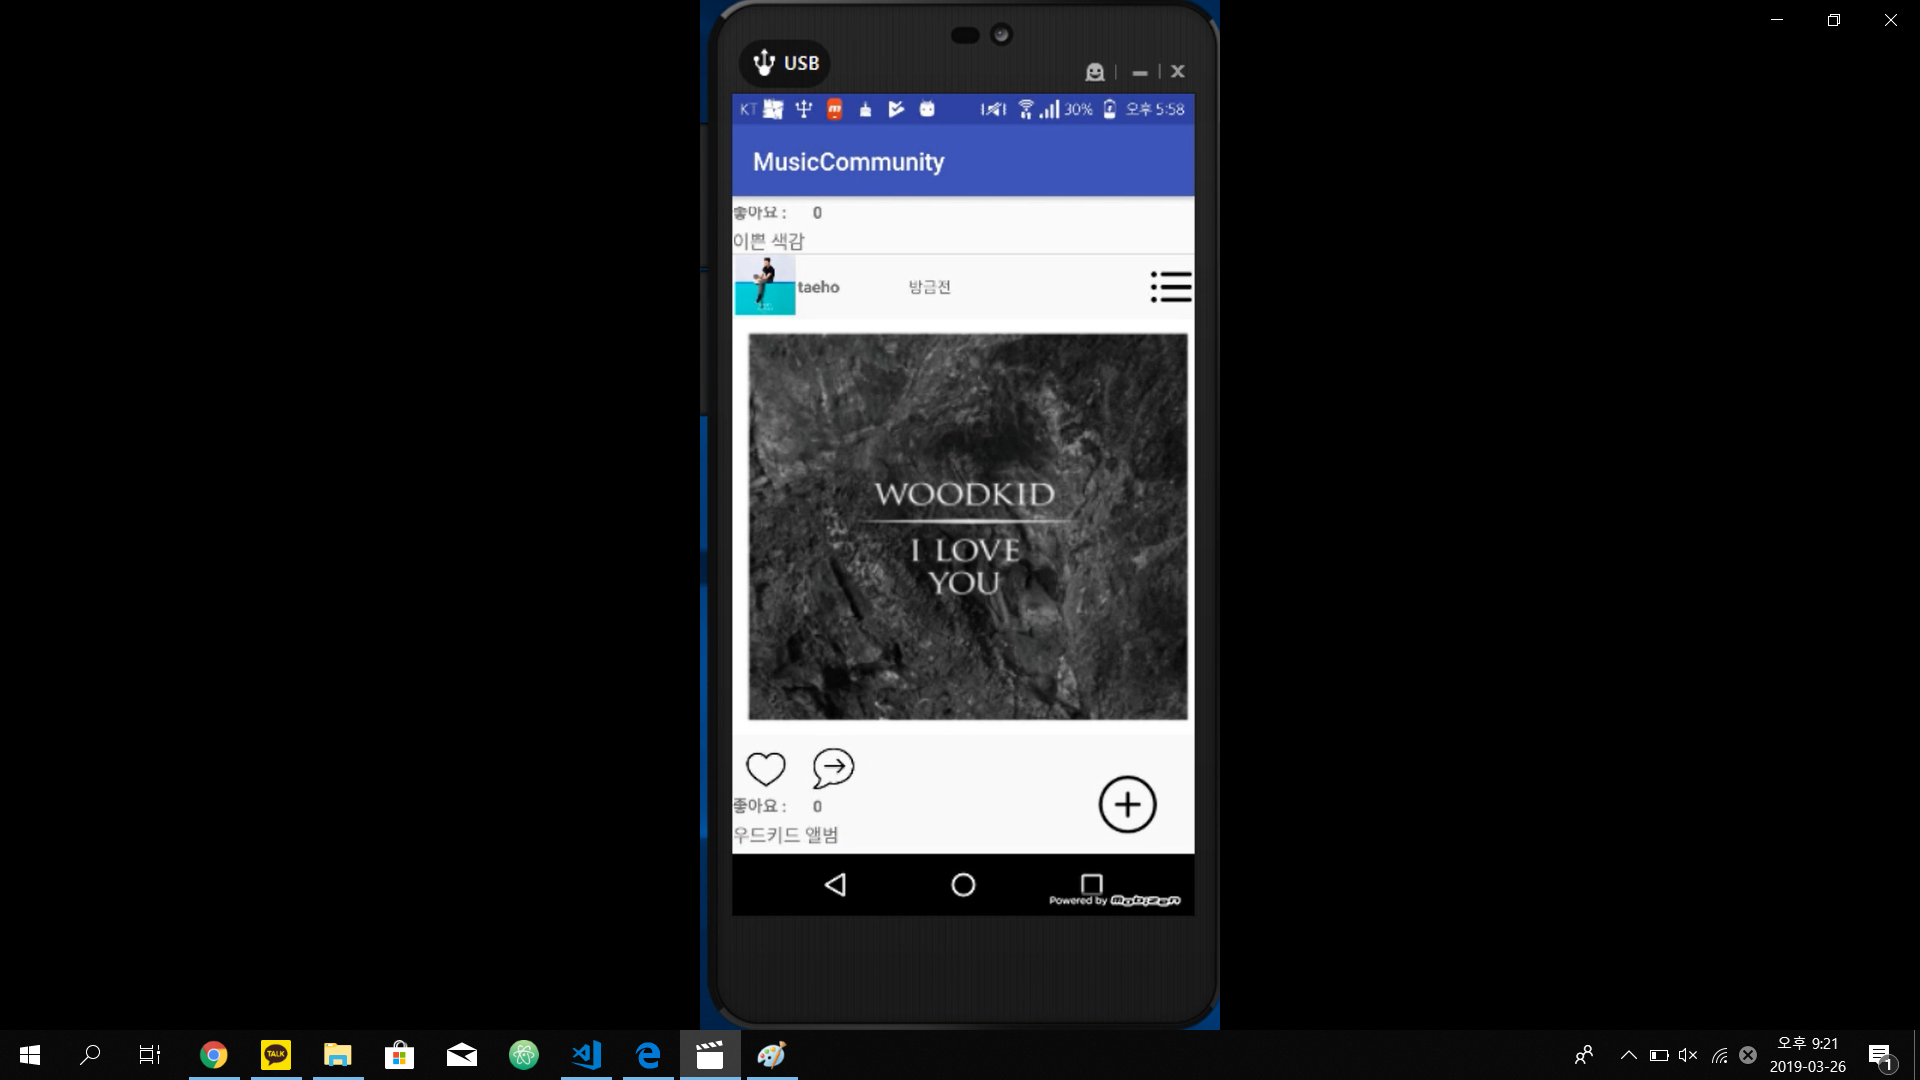 USB
KT
30%
오후 5:58
MusicCommunity
좋아요 : 0
이쁜 색감
taeho
방금전
WOODKID
I LOVE
YOU
좋아요 : 0
우드키드 앨범
Powered by Mobizen
TALK
오후 9:21
2019-03-26
1